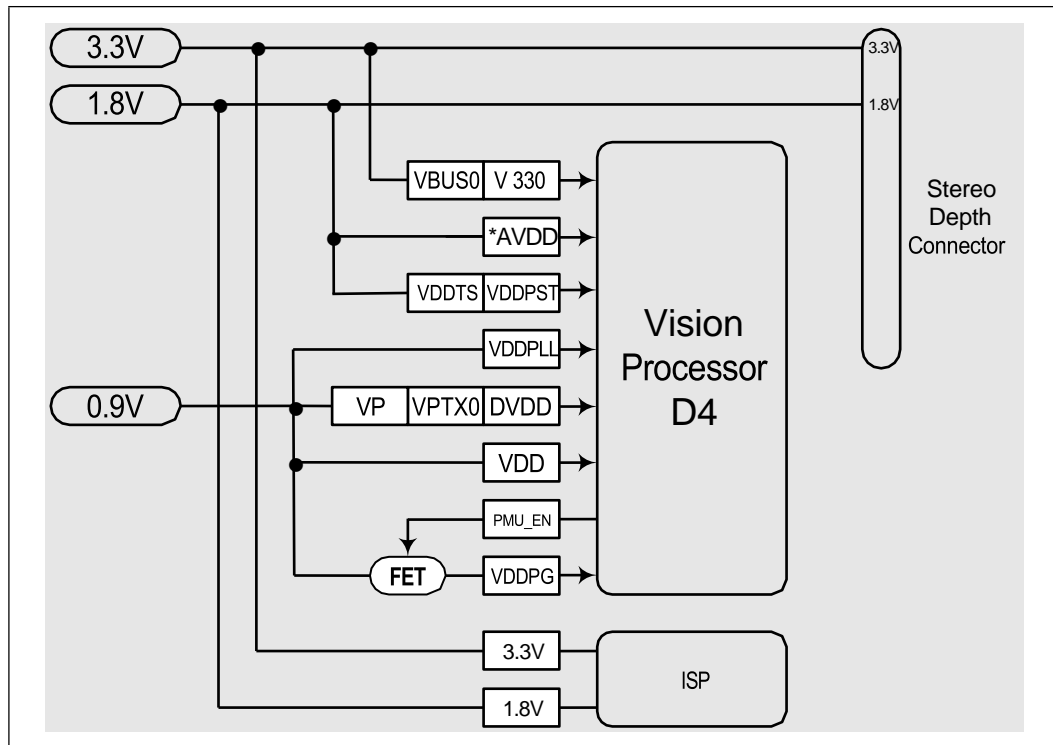 3.3V
3.3V
1.8V
1.8V
VBUS0 V 330
*AVDD
VDDTS VDDPST
VDDPLL
VP VPTX0 DVDD
VDD
PMU_EN
FET VDDPG
Vision
Processor
D4
Stereo
Depth
Connector
0.9V
3.3V
1.8V
ISP